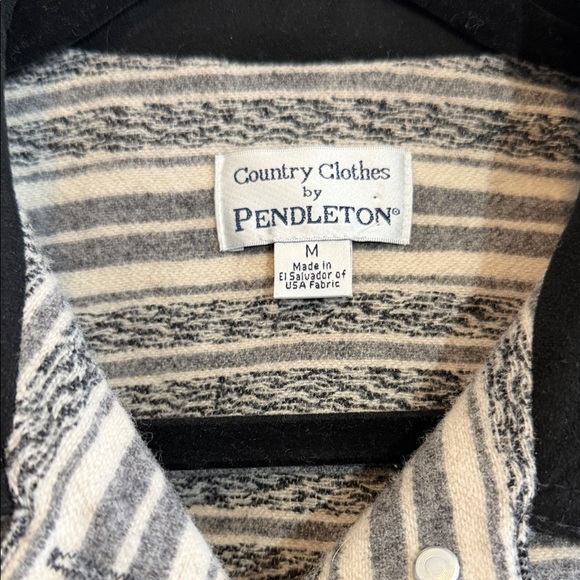 Country Clothes
by
PENDLETON®
M
Made in
El Salvador of
USA Fabric